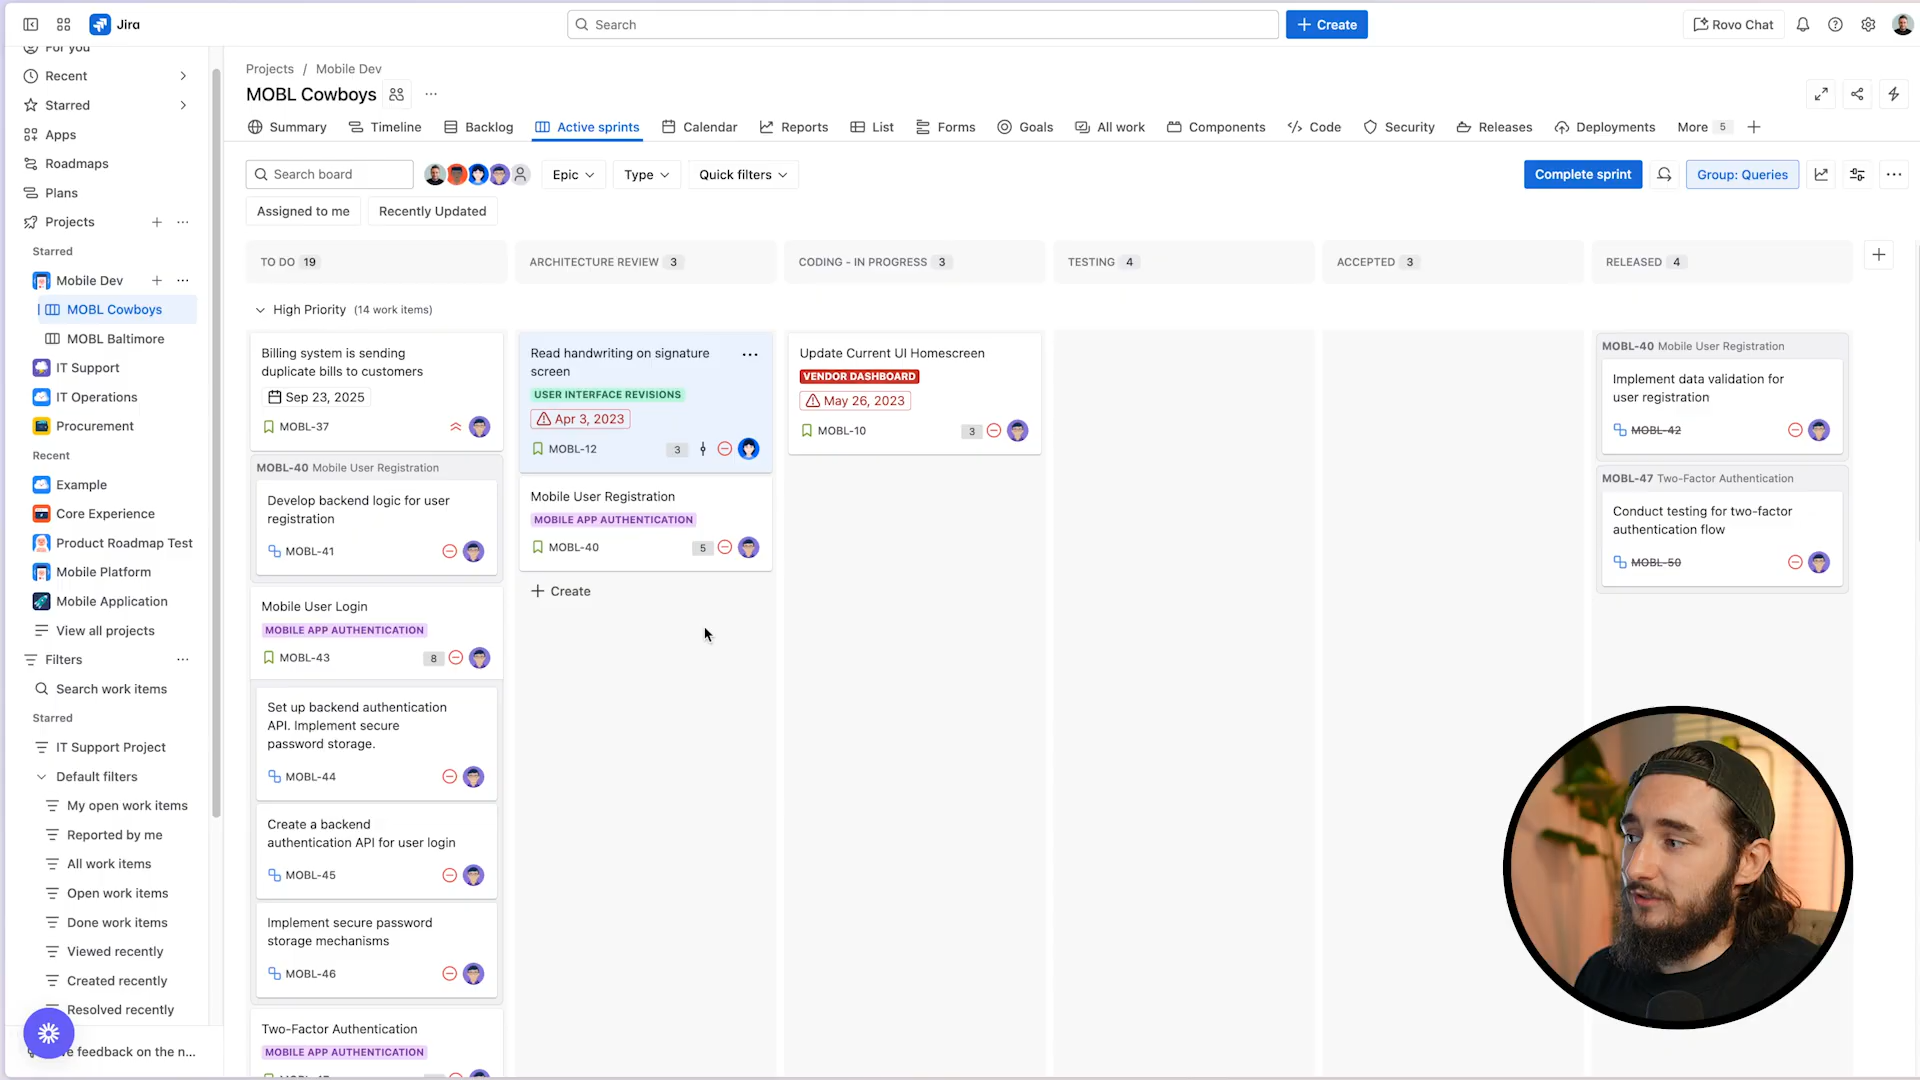 Jira
Search
Create
Rovo Chat
For you
Recent
Starred
Apps
Roadmaps
Plans
Projects
Starred
Mobile Dev
MOBL Cowboys
MOBL Baltimore
IT Support
IT Operations
Procurement
Recent
Example
Core Experience
Product Roadmap Test
Mobile Platform
Mobile Application
View all projects
Filters
Search work items
Starred
IT Support Project
Default filters
My open work items
Reported by me
All work items
Open work items
Done work items
Viewed recently
Created recently
Resolved recently
feedback on the n...
Projects / Mobile Dev
MOBL Cowboys
Summary
Timeline
Backlog
Active sprints
Calendar
Reports
List
Forms
Goals
All work
Components
Code
Security
Releases
Deployments
More 5
Search board
Epic
Type
Quick filters
Complete sprint
Group: Queries
Assigned to me
Recently Updated
TO DO 19
ARCHITECTURE REVIEW 3
CODING - IN PROGRESS 3
TESTING 4
ACCEPTED 3
RELEASED 4
High Priority (14 work items)
Billing system is sending
duplicate bills to customers
Sep 23, 2025
MOBL-37
MOBL-40 Mobile User Registration
Develop backend logic for user
registration
MOBL-41
Mobile User Login
MOBILE APP AUTHENTICATION
MOBL-43
8
Set up backend authentication
API. Implement secure
password storage.
MOBL-44
Create a backend
authentication API for user login
MOBL-45
Implement secure password
storage mechanisms
MOBL-46
Two-Factor Authentication
MOBILE APP AUTHENTICATION
Read handwriting on signature
screen
USER INTERFACE REVISIONS
Apr 3, 2023
MOBL-12
3
Mobile User Registration
MOBILE APP AUTHENTICATION
MOBL-40
5
Create
Update Current UI Homescreen
VENDOR DASHBOARD
May 26, 2023
MOBL-10
3
MOBL-40 Mobile User Registration
Implement data validation for
user registration
MOBL-42
MOBL-47 Two-Factor Authentication
Conduct testing for two-factor
authentication flow
MOBL-50